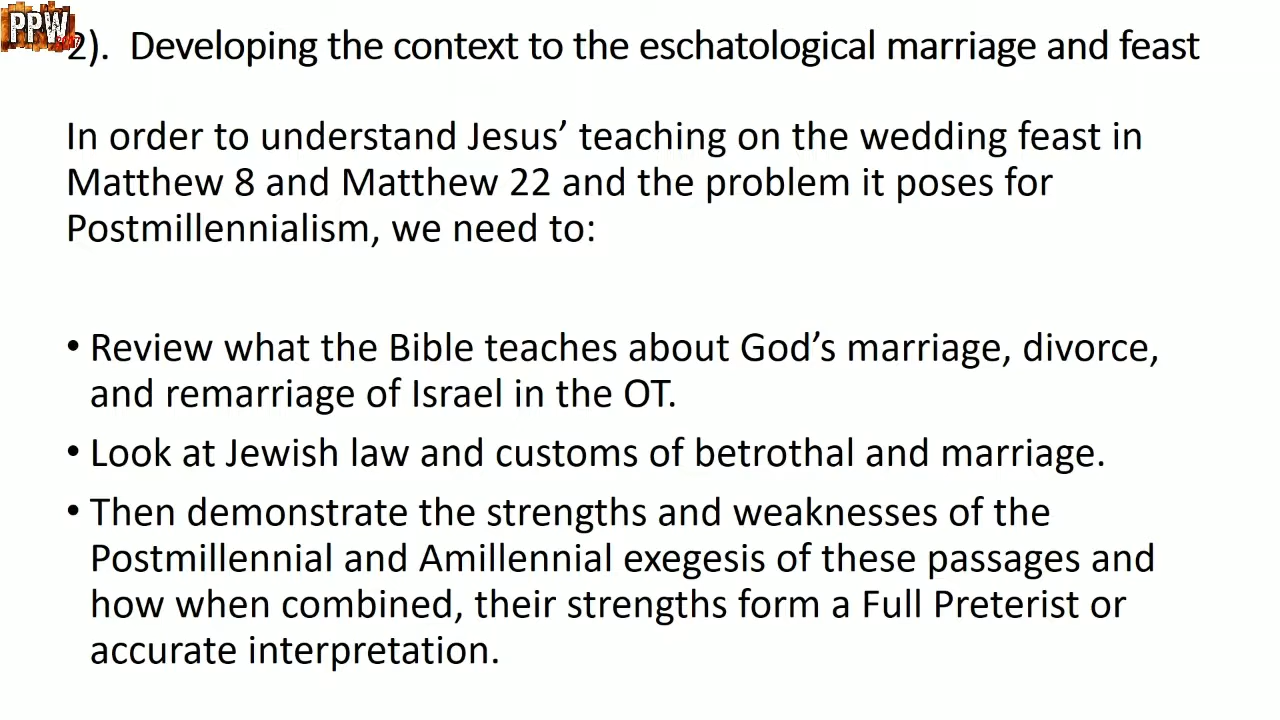 PPW
2). Developing the context to the eschatological marriage and feast
In order to understand Jesus’ teaching on the wedding feast in
Matthew 8 and Matthew 22 and the problem it poses for
Postmillennialism, we need to:
• Review what the Bible teaches about God’s marriage, divorce,
and remarriage of Israel in the OT.
• Look at Jewish law and customs of betrothal and marriage.
• Then demonstrate the strengths and weaknesses of the
Postmillennial and Amillennial exegesis of these passages and
how when combined, their strengths form a Full Preterist or
accurate interpretation.